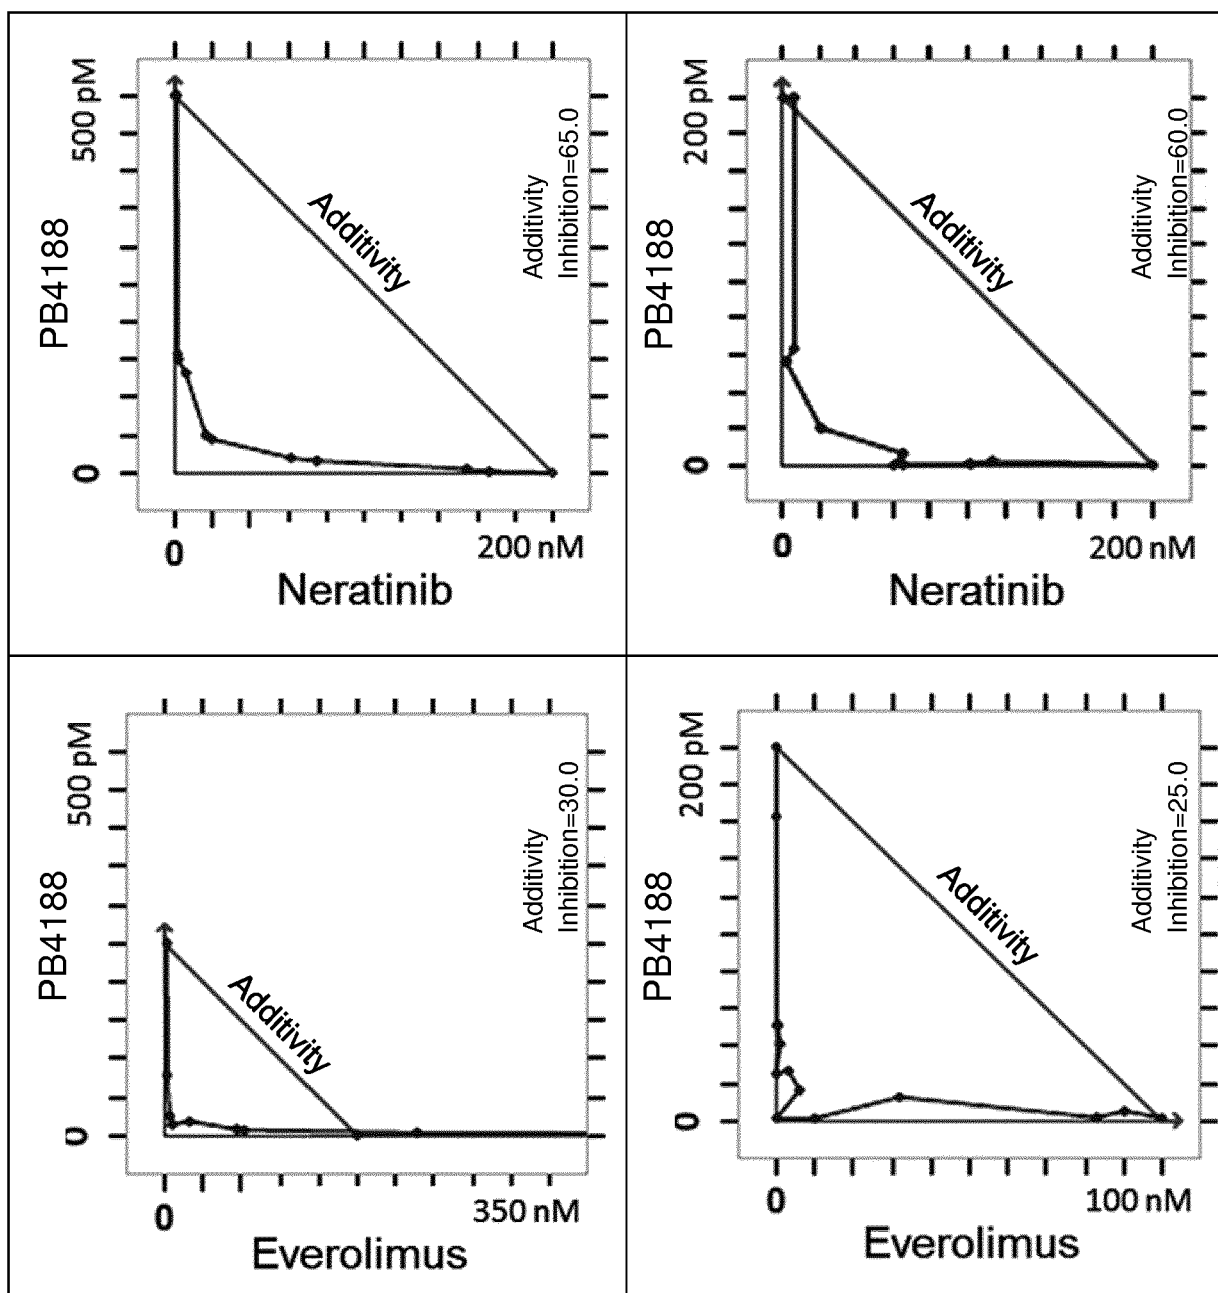 500 pM
PB4188
0
Additivity
Additivity
Inhibition=65.0
0
200 nM
Neratinib
200 pM
PB4188
0
Additivity
Additivity
Inhibition=60.0
0
200 nM
Neratinib
500 pM
PB4188
0
Additivity
Additivity
Inhibition=30.0
0
350 nM
Everolimus
200 pM
PB4188
0
Additivity
Additivity
Inhibition=25.0
0
100 nM
Everolimus